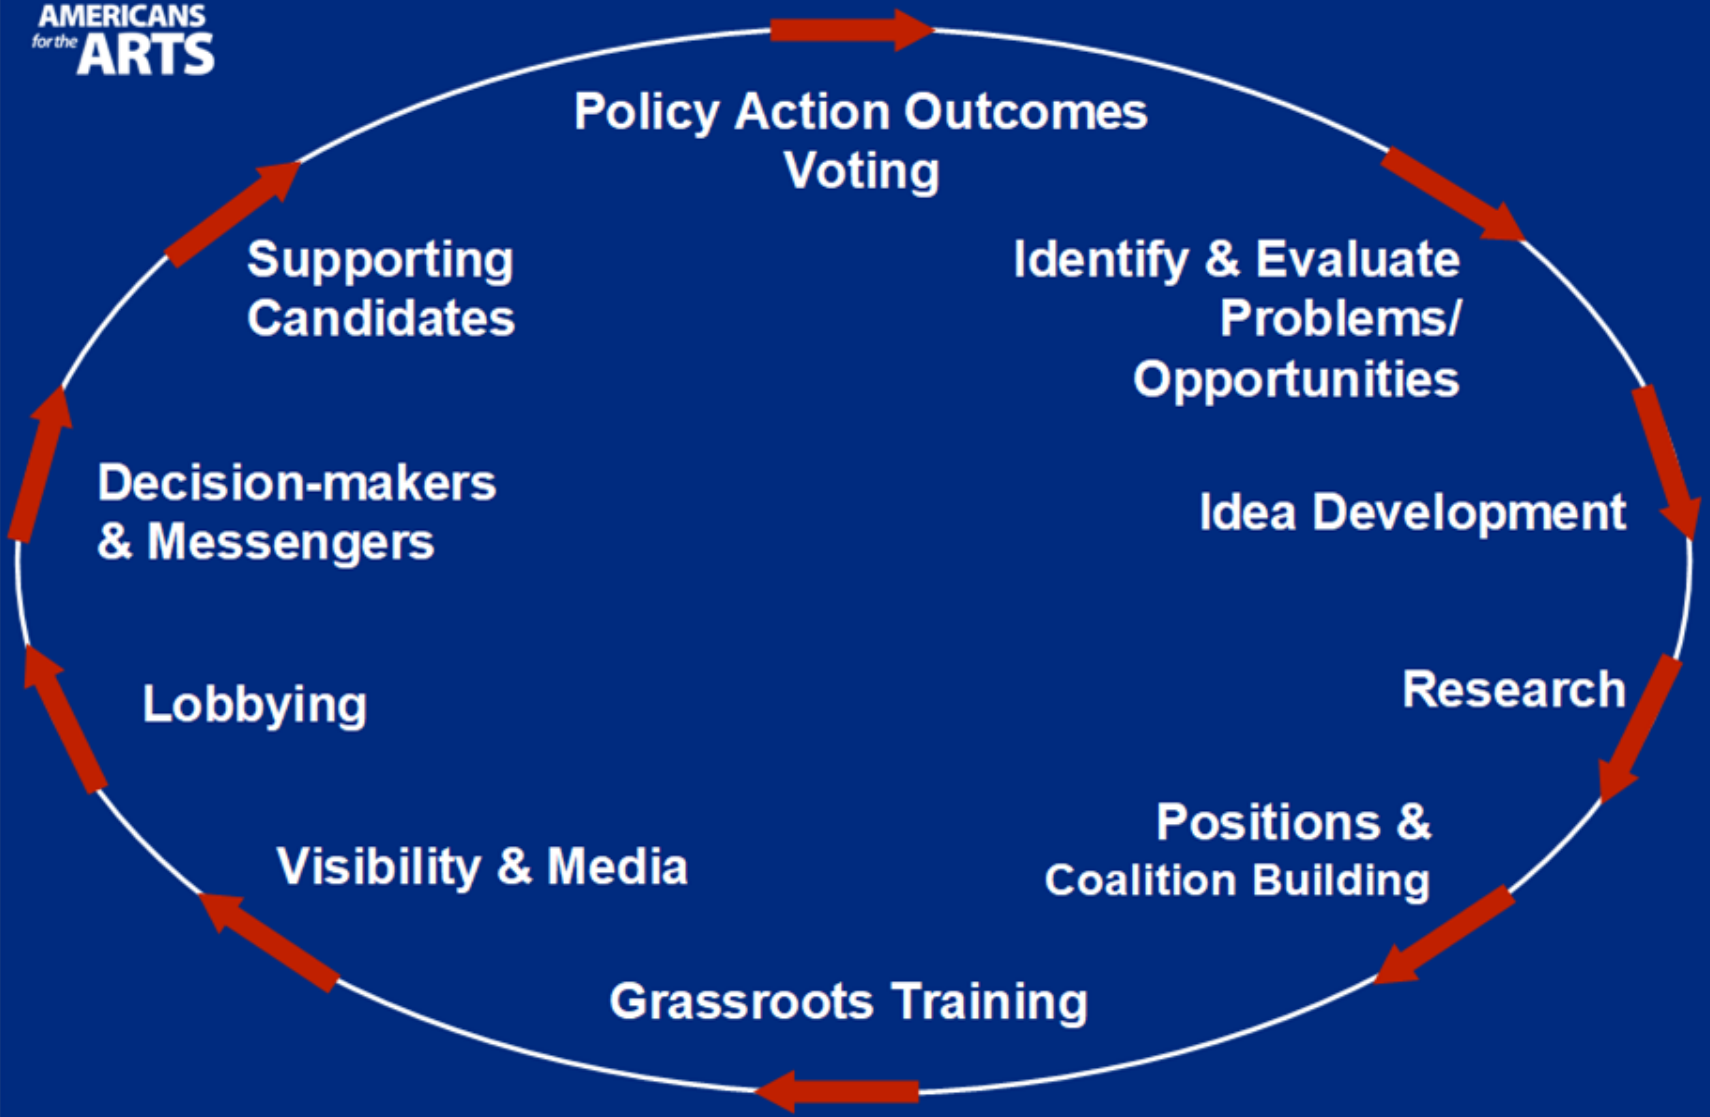 AMERICANS
for the ARTS
Policy Action Outcomes
Voting
Identify & Evaluate
Problems/
Opportunities
Idea Development
Research
Positions &
Coalition Building
Grassroots Training
Visibility & Media
Lobbying
Decision-makers
& Messengers
Supporting
Candidates